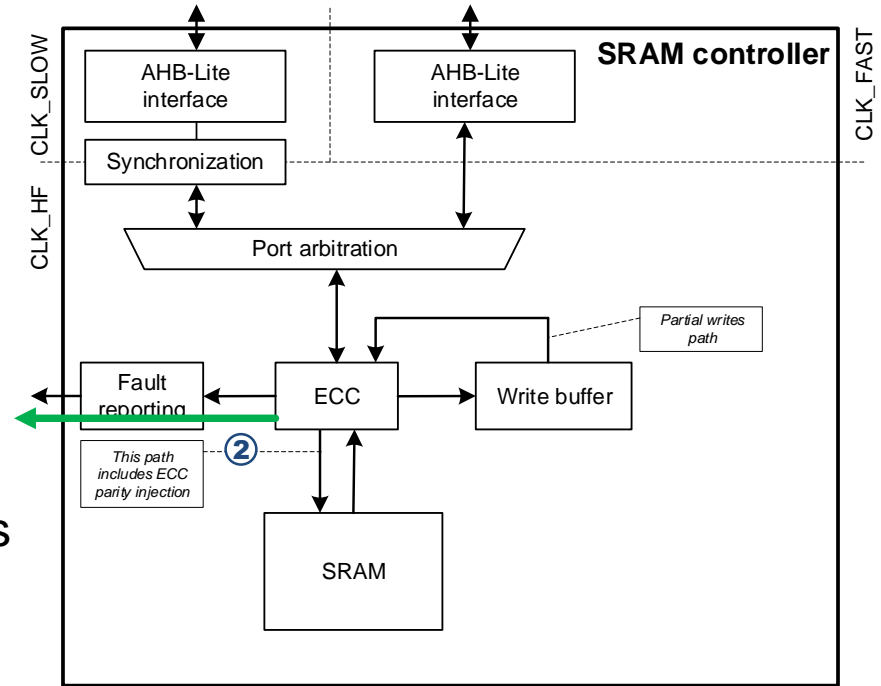 SRAM controller
CLK_SLOW
CLK_FAST
AHB-Lite
interface
AHB-Lite
interface
Synchronization
CLK_HF
Port arbitration
Partial writes
path
Fault
reporting
ECC
Write buffer
2
This path
includes ECC
parity injection
s
SRAM